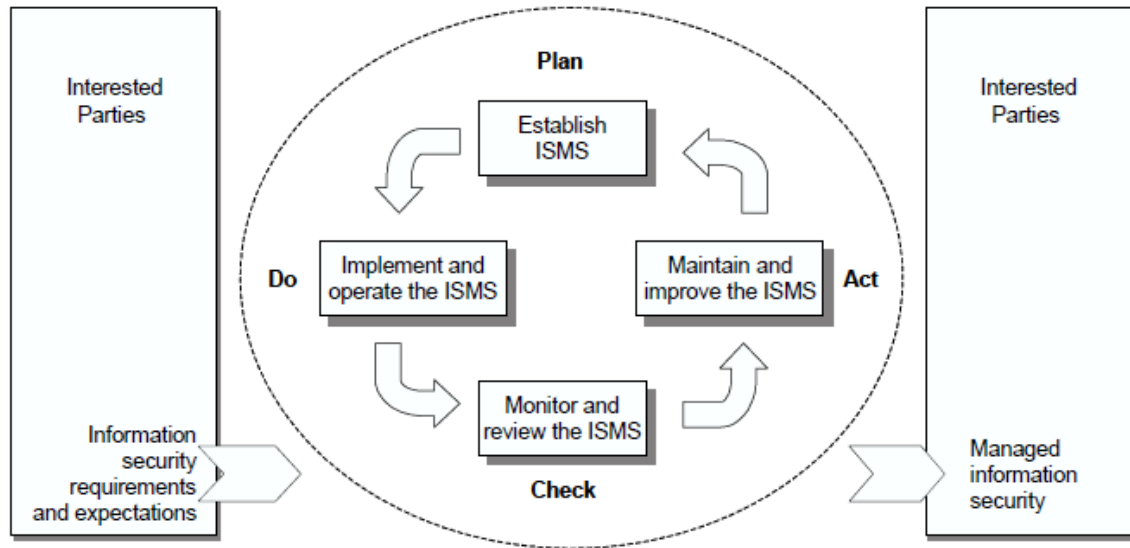 Interested
Parties
Information
security
requirements
and expectations
Plan
Establish
ISMS
Do
Implement and
operate the ISMS
Maintain and
improve the ISMS
Act
Monitor and
review the ISMS
Check
Interested
Parties
Managed
information
security